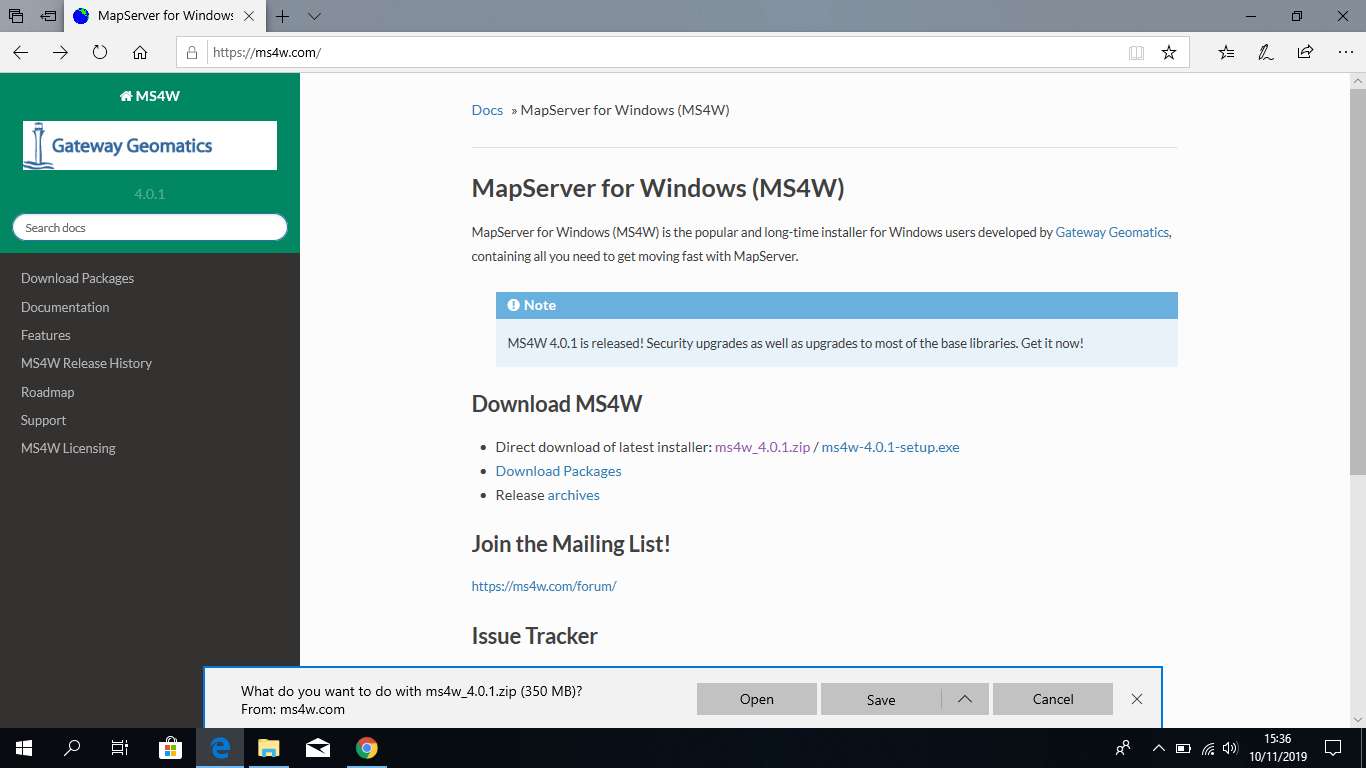 MapServer for Windows
https://ms4w.com/
MS4W
Gateway Geomatics
4.0.1
Search docs
Download Packages
Documentation
Features
MS4W Release History
Roadmap
Support
MS4W Licensing
Docs » MapServer for Windows (MS4W)
MapServer for Windows (MS4W)
MapServer for Windows (MS4W) is the popular and long-time installer for Windows users developed by Gateway Geomatics,
containing all you need to get moving fast with MapServer.
Note
MS4W 4.0.1 is released! Security upgrades as well as upgrades to most of the base libraries. Get it now!
Download MS4W
• Direct download of latest installer: ms4w_4.0.1.zip / ms4w-4.0.1-setup.exe
• Download Packages
• Release archives
Join the Mailing List!
https://ms4w.com/forum/
Issue Tracker
What do you want to do with ms4w_4.0.1.zip (350 MB)?
From: ms4w.com
Open
Save
Cancel
15:36
10/11/2019